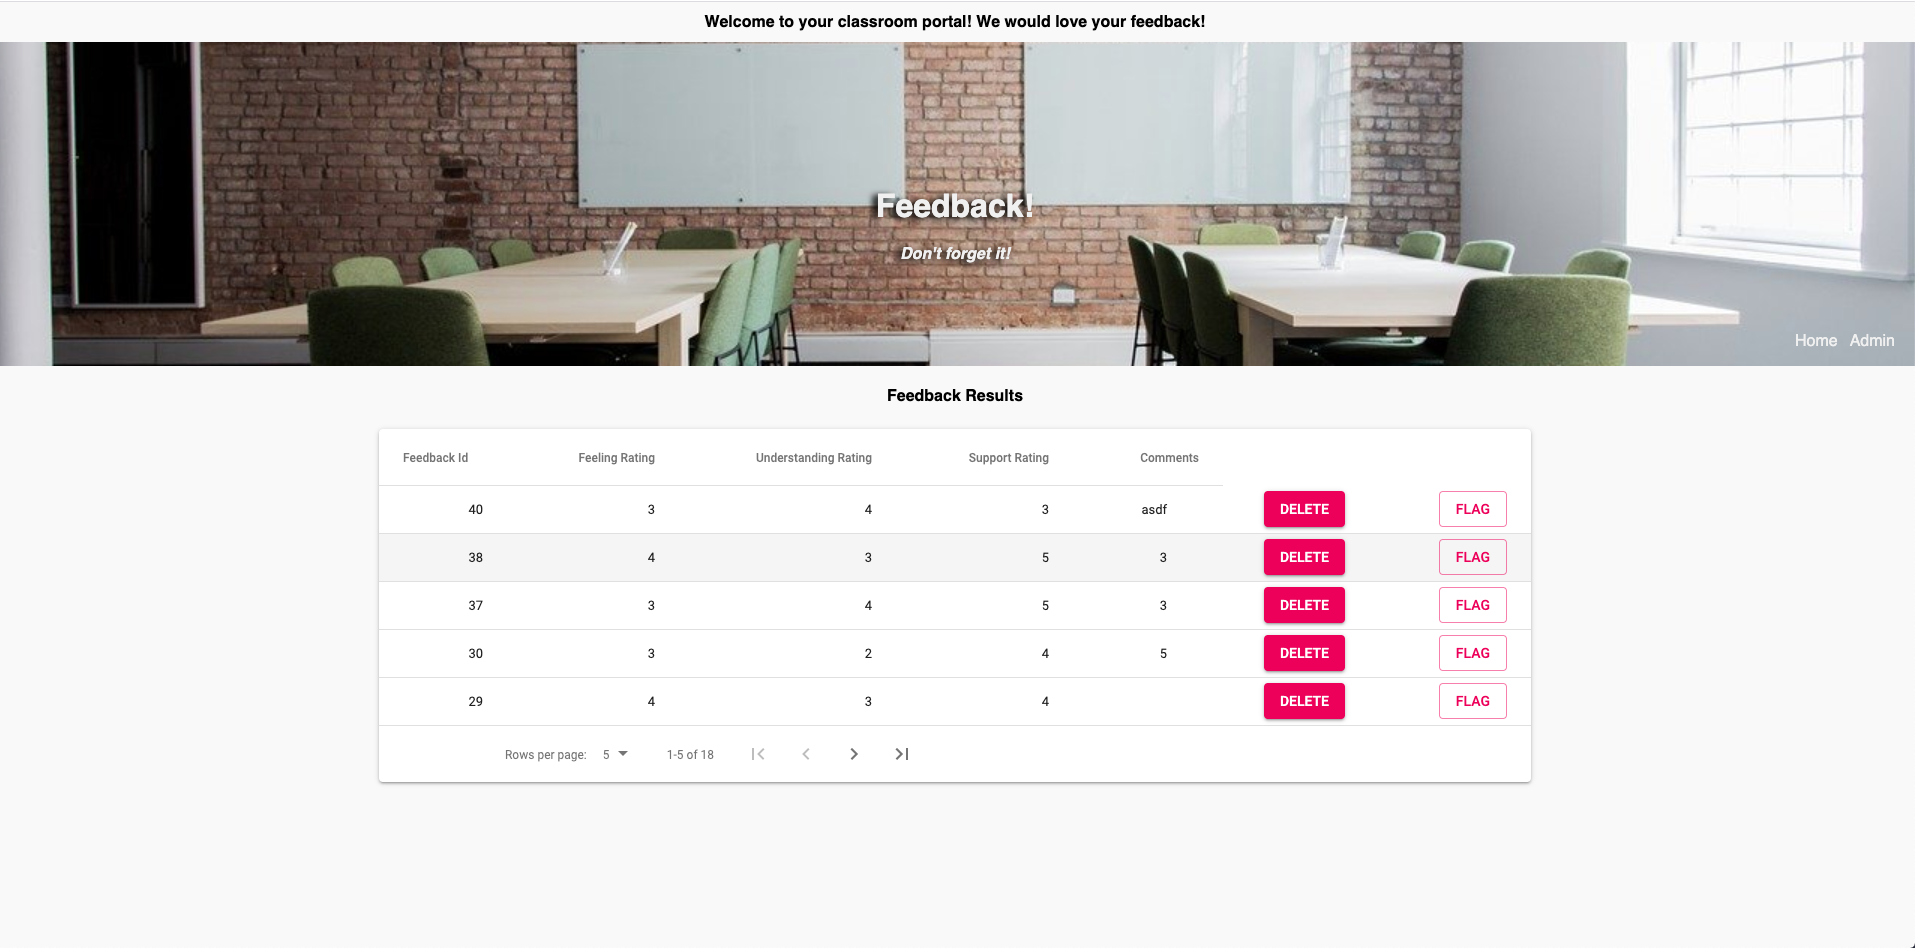 Welcome to your classroom portal! We would love your feedback!
Feedback!
Don't forget it!
Home Admin
Feedback Results
Feedback Id Feeling Rating Understanding Rating Support Rating Comments
40 3 4 3 asdf DELETE FLAG
38 4 3 5 3 DELETE FLAG
37 3 4 5 3 DELETE FLAG
30 3 2 4 5 DELETE FLAG
29 4 3 4 DELETE FLAG
Rows per page: 5 1-5 of 18